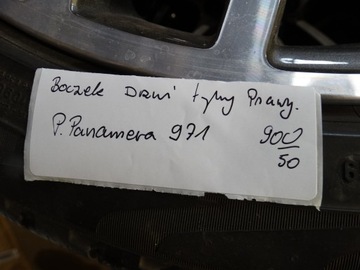 Boczek Drzwi tylny Prawy.
P. Panamera 971 900
50